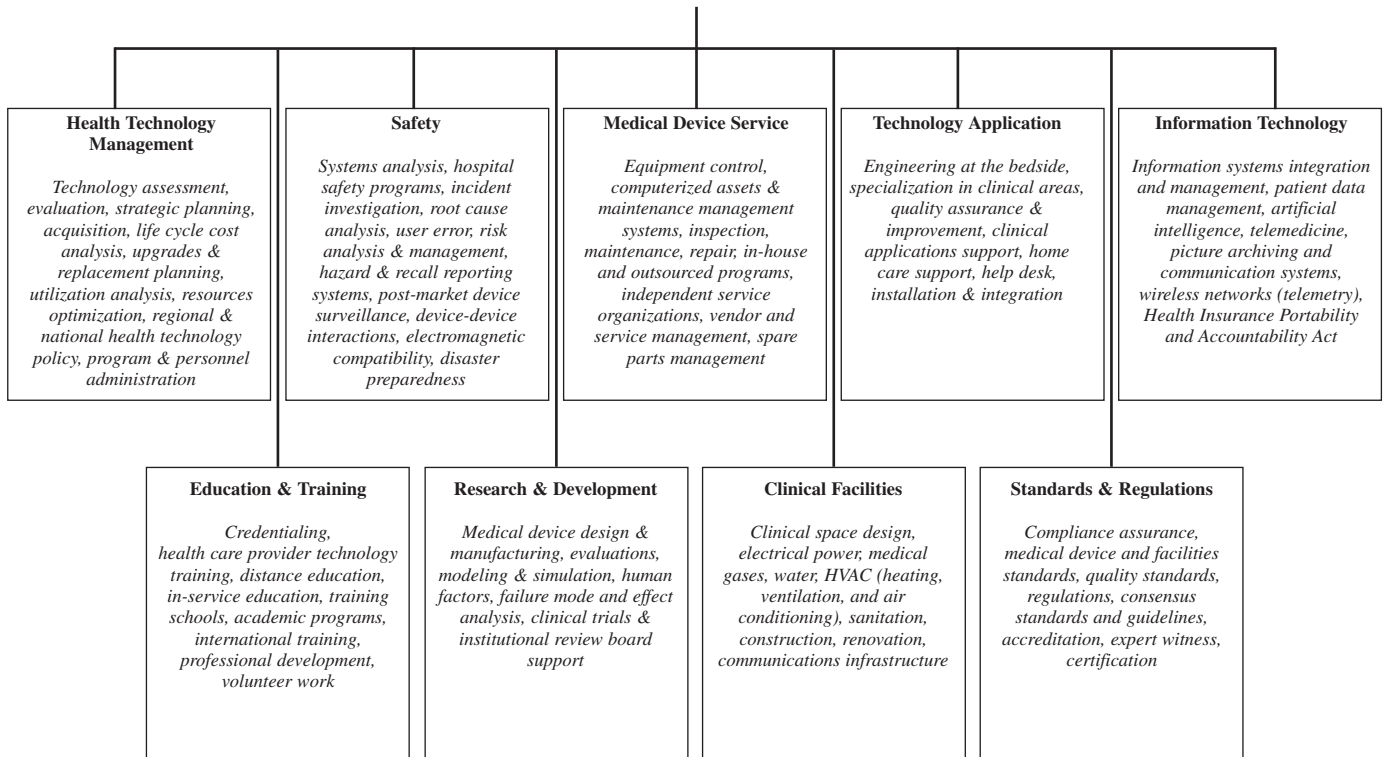 Health Technology
Management
Technology assessment,
evaluation, strategic planning,
acquisition, life cycle cost
analysis, upgrades &
replacement planning,
utilization analysis, resources
optimization, regional &
national health technology
policy, program & personnel
administration
Safety
Systems analysis, hospital
safety programs, incident
investigation, root cause
analysis, user error, risk
analysis & management,
hazard & recall reporting
systems, post-market device
surveillance, device-device
interactions, electromagnetic
compatibility, disaster
preparedness
Medical Device Service
Equipment control,
computerized assets &
maintenance management
systems, inspection,
maintenance, repair, in-house
and outsourced programs,
independent service
organizations, vendor and
service management, spare
parts management
Technology Application
Engineering at the bedside,
specialization in clinical areas,
quality assurance &
improvement, clinical
applications support, home
care support, help desk,
installation & integration
Information Technology
Information systems integration
and management, patient data
management, artificial
intelligence, telemedicine,
picture archiving and
communication systems,
wireless networks (telemetry),
Health Insurance Portability
and Accountability Act
Education & Training
Credentialing,
health care provider technology
training, distance education,
in-service education, training
schools, academic programs,
international training,
professional development,
volunteer work
Research & Development
Medical device design &
manufacturing, evaluations,
modeling & simulation, human
factors, failure mode and effect
analysis, clinical trials &
institutional review board
support
Clinical Facilities
Clinical space design,
electrical power, medical
gases, water, HVAC (heating,
ventilation, and air
conditioning), sanitation,
construction, renovation,
communications infrastructure
Standards & Regulations
Compliance assurance,
medical device and facilities
standards, quality standards,
regulations, consensus
standards and guidelines,
accreditation, expert witness,
certification